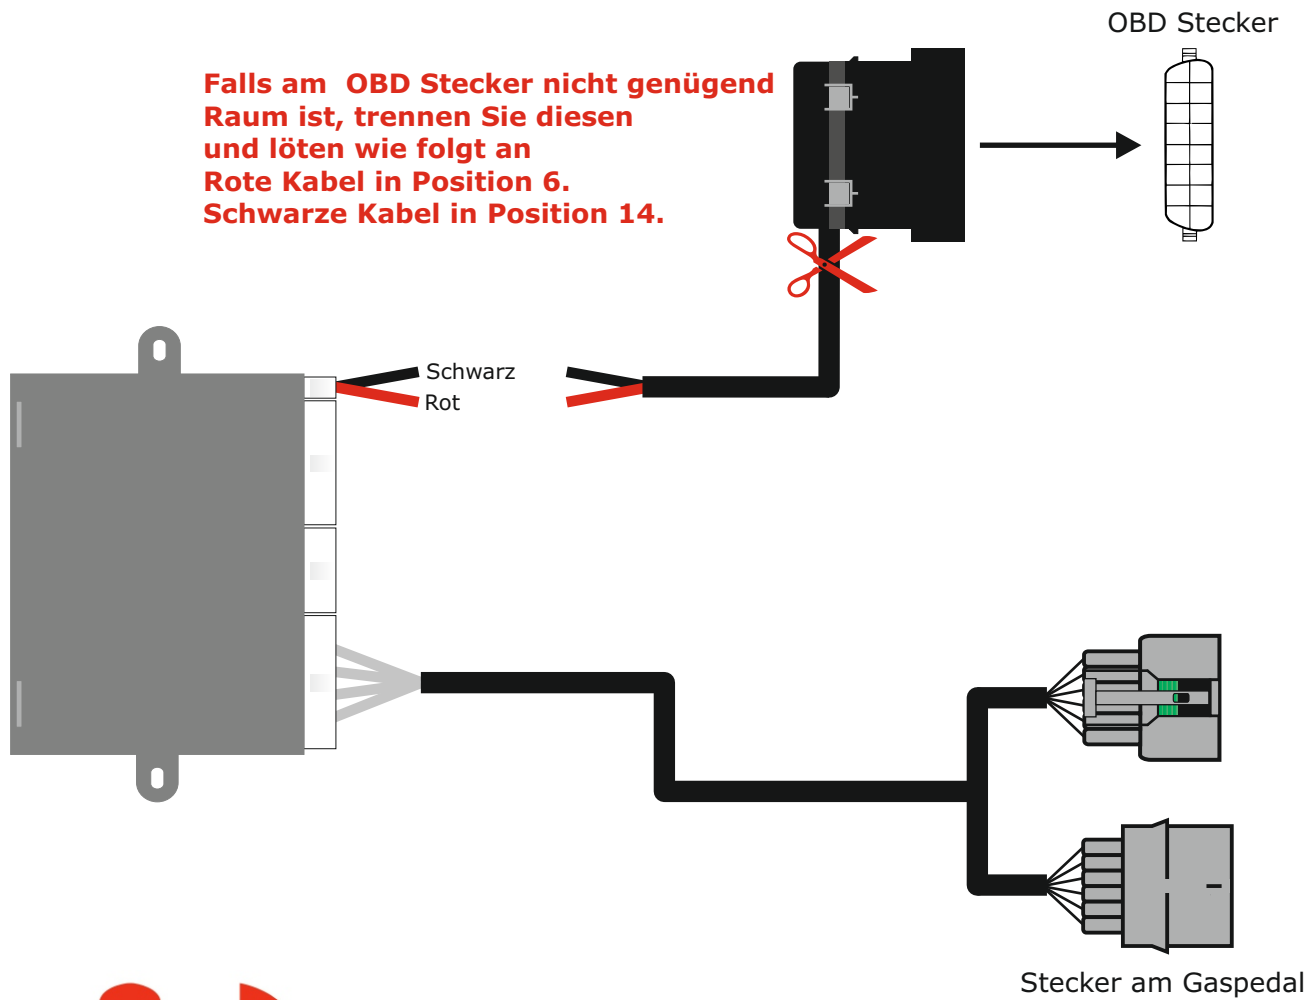 OBD Stecker
Falls am OBD Stecker nicht genügend
Raum ist, trennen Sie diesen
und löten wie folgt an
Rote Kabel in Position 6.
Schwarze Kabel in Position 14.
Schwarz
Rot
Stecker am Gaspedal